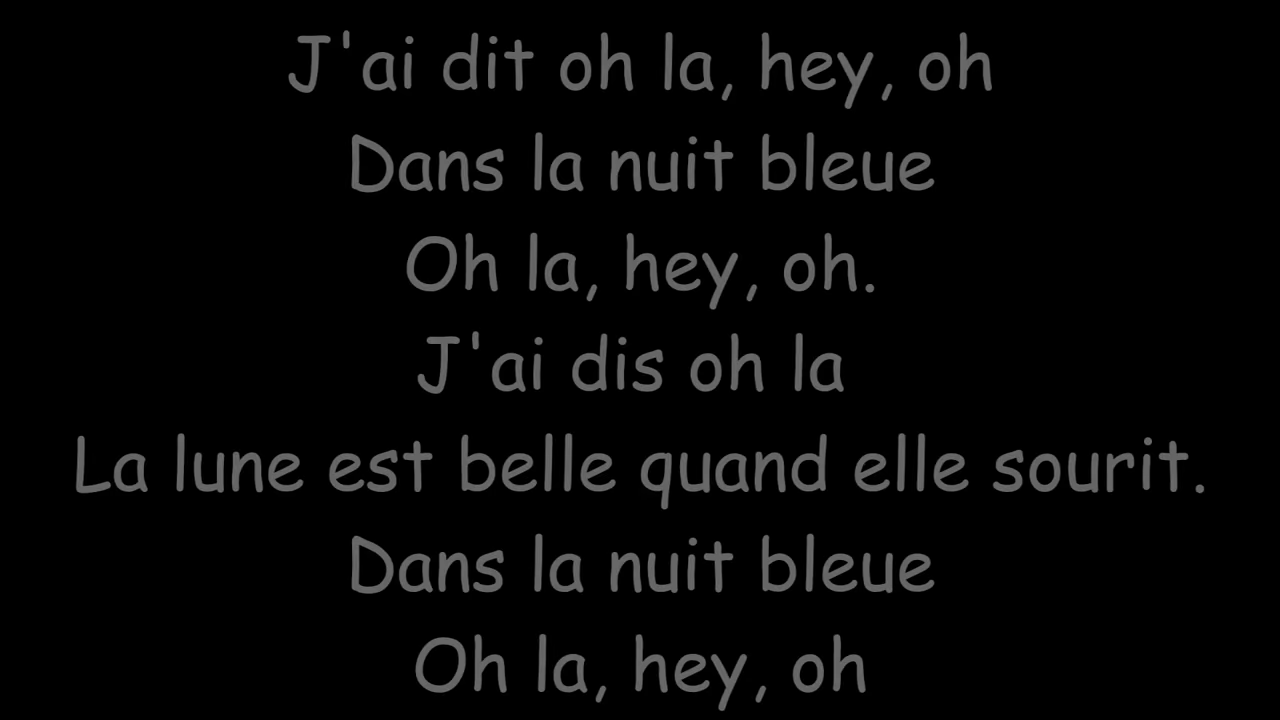 J'ai dit oh la, hey, oh
Dans la nuit bleue
Oh la, hey, oh.
J'ai dis oh la
La lune est belle quand elle sourit.
Dans la nuit bleue
Oh la, hey, oh